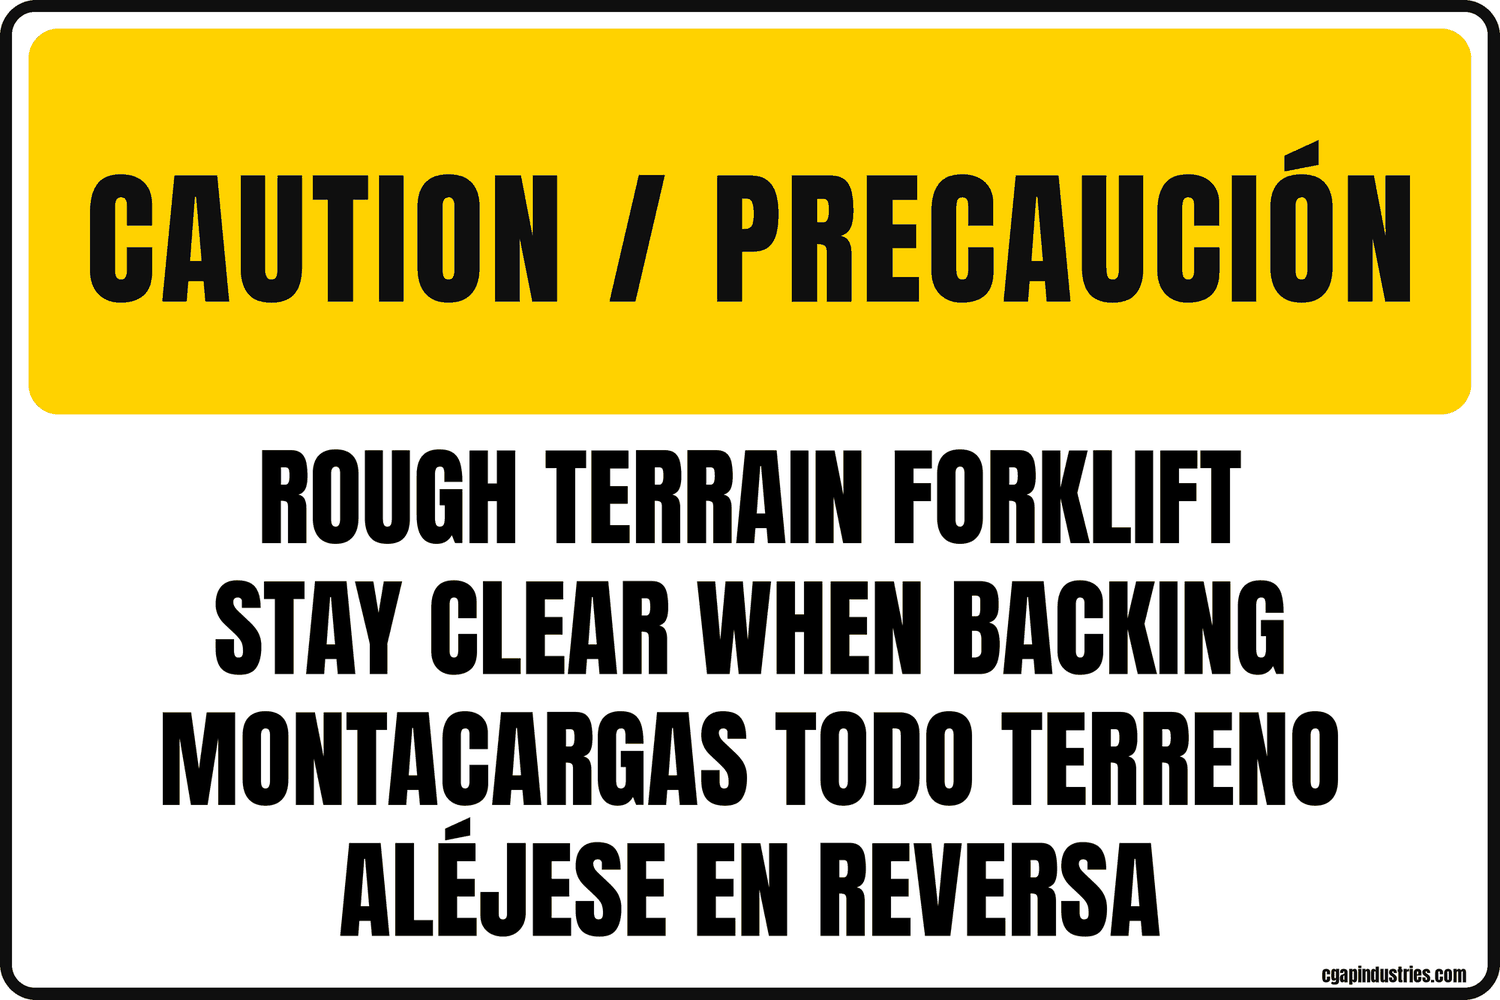 CAUTION / PRECAUCIÓN
ROUGH TERRAIN FORKLIFT
STAY CLEAR WHEN BACKING
MONTACARGAS TODO TERRENO
ALÉJESE EN REVERSA
cgapindustries.com